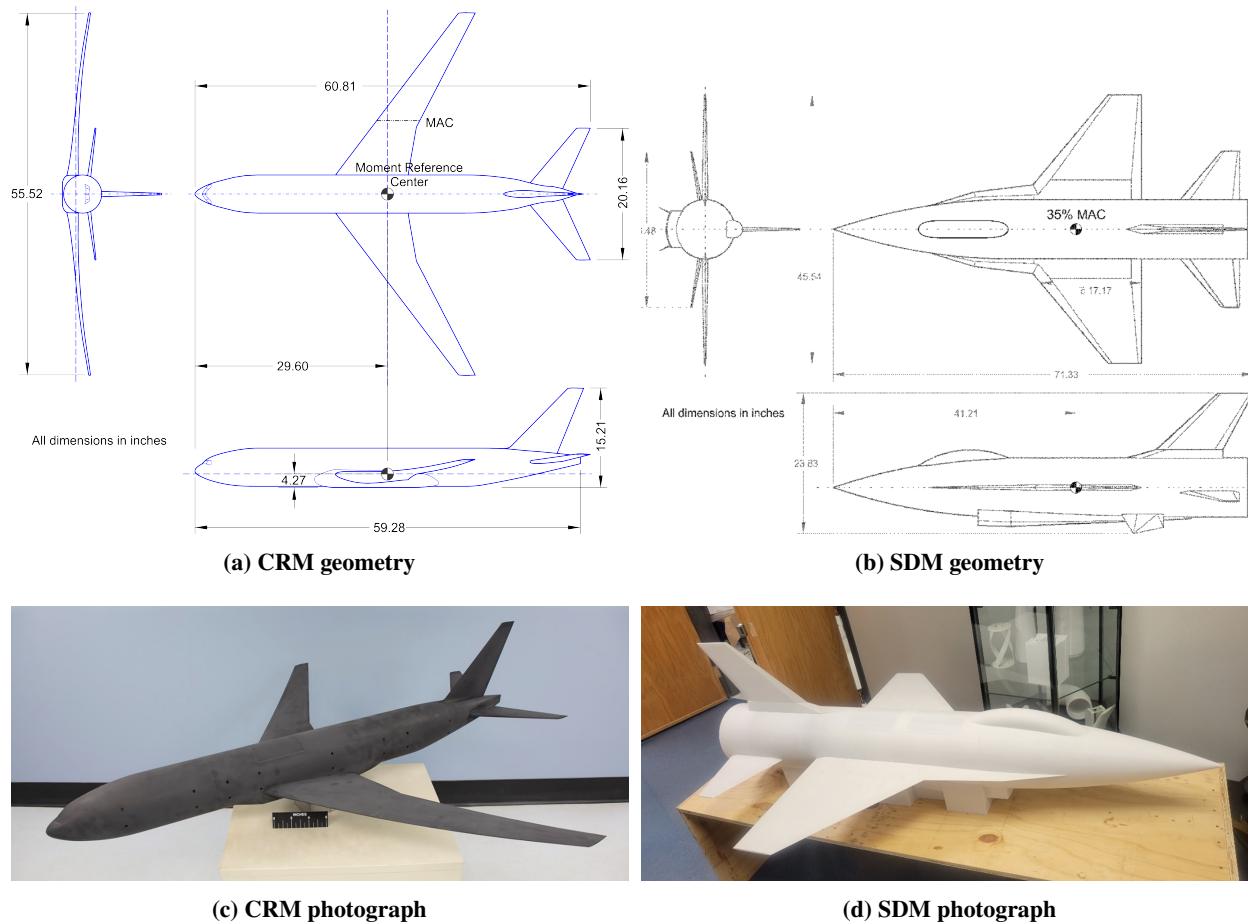 60.81
MAC
Moment Reference
Center
55.52
20.16
29.60
All dimensions in inches
4.27
15.21
59.28
(a) CRM geometry
35% MAC
45.54
c̄ 17.17
71.33
All dimensions in inches
41.21
23.83
(b) SDM geometry
INCHES
(c) CRM photograph
(d) SDM photograph